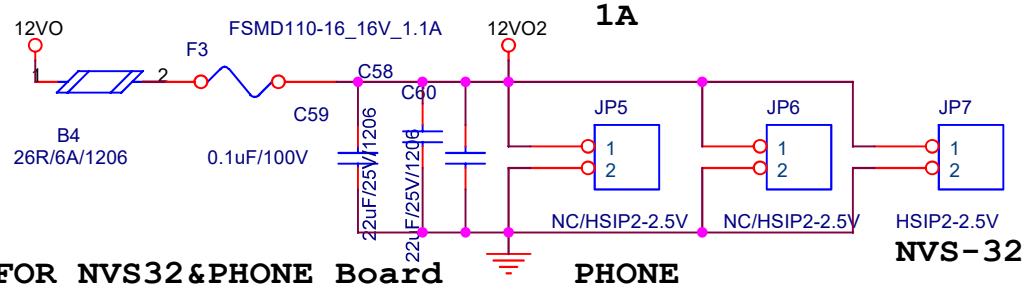 1A
12VO
FSMD110-16_16V_1.1A
12VO2
F3
1
2
C58
C60
C59
JP5
JP6
JP7
B4
26R/6A/1206
0.1uF/100V
22uF/25V/1206
22uF/25V/1206
1
2
1
2
1
2
NC/HSIP2-2.5V
NC/HSIP2-2.5V
HSIP2-2.5V
NVS-32
FOR NVS32&PHONE Board
PHONE